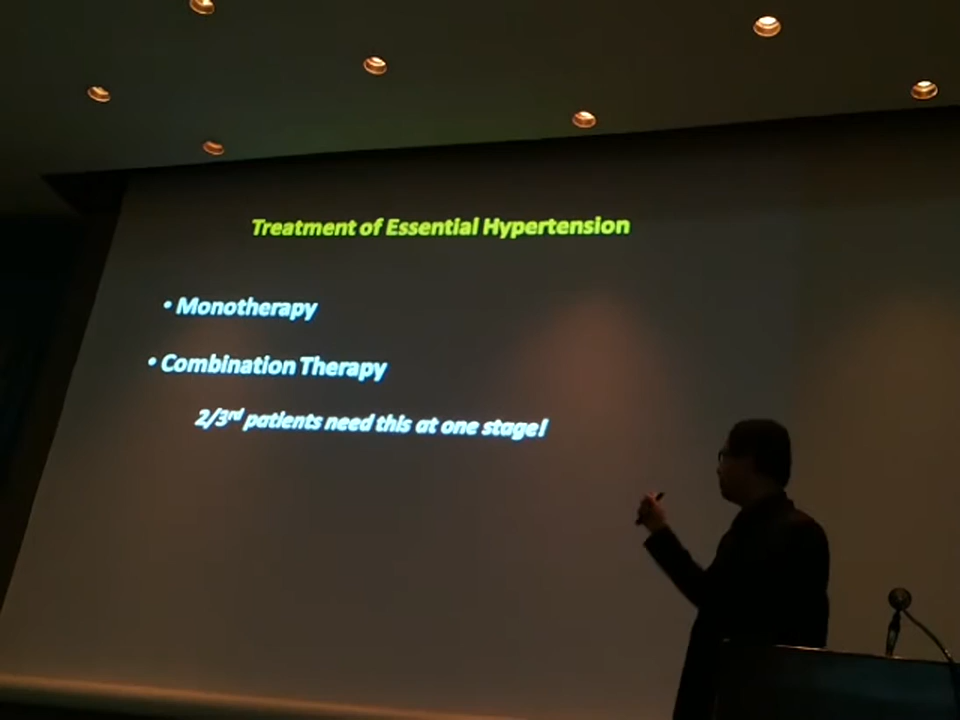 Treatment of Essential Hypertension
• Monotherapy
• Combination Therapy
2/3rd patients need this at one stage!